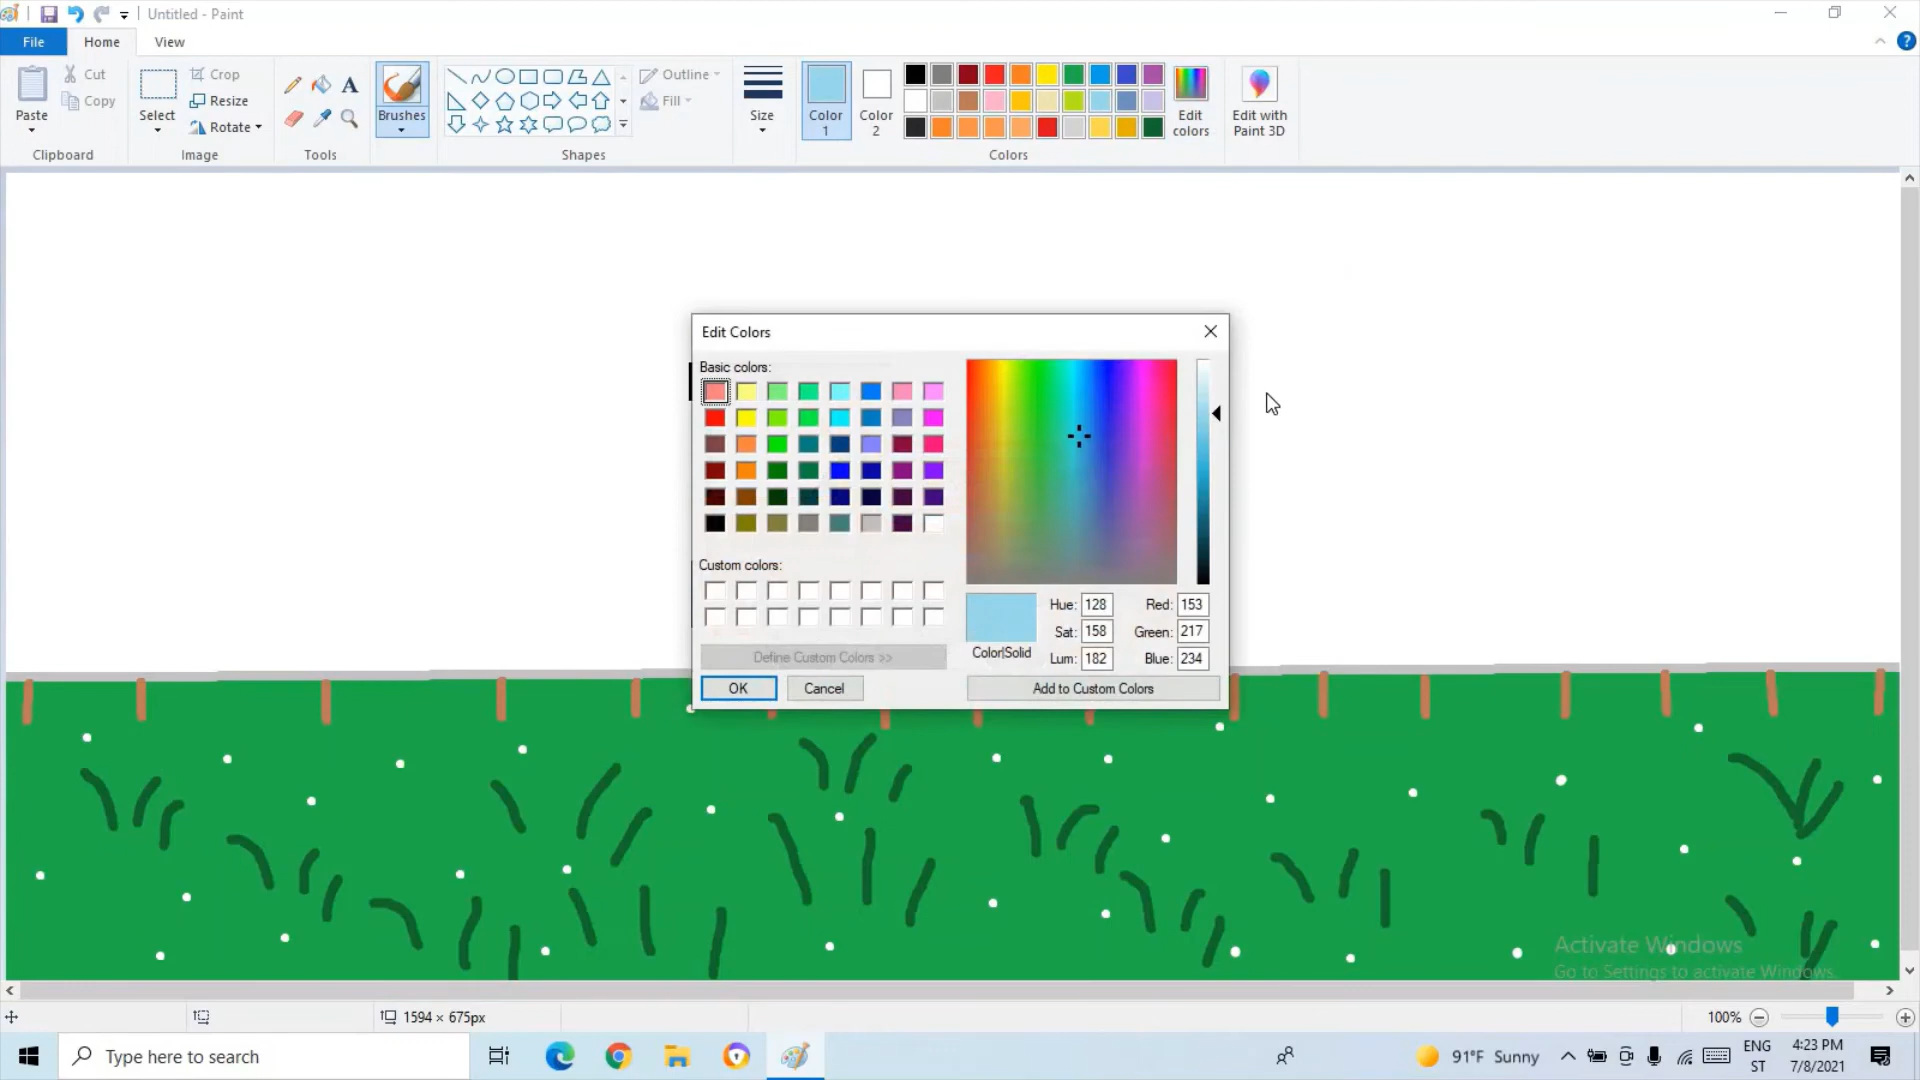 Untitled - Paint
File Home View
Cut
Copy
Paste
Clipboard
Crop
Resize
Select
Rotate
Image
A
Tools
Brushes
Outline
Fill
Shapes
Size
Color
1
Color
2
Edit
colors
Edit with
Paint 3D
Colors
Edit Colors
Basic colors:
Custom colors:
Define Custom Colors >>
OK Cancel
Color|Solid
Hue: 128 Red: 153
Sat: 158 Green: 217
Lum: 182 Blue: 234
Add to Custom Colors
Activate Windows
Go to Settings to activate Windows.
1594 × 675px
100%
Type here to search
91°F Sunny
ENG
ST
4:23 PM
7/8/2021